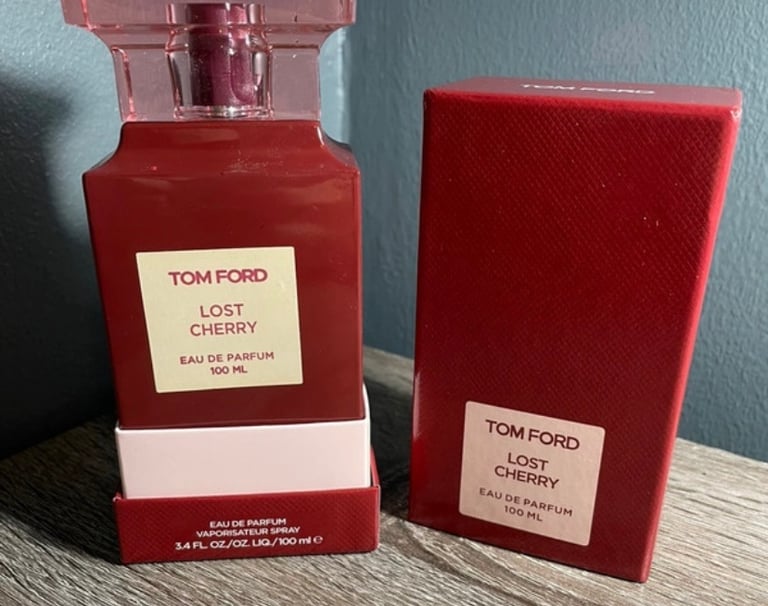 TOM FORD
LOST
CHERRY
EAU DE PARFUM
100 ML
EAU DE PARFUM
VAPORISATEUR SPRAY
3.4 FL. OZ./OZ. LIQ./100 ml ℮
TOM FORD
TOM FORD
LOST
CHERRY
EAU DE PARFUM
100 ML